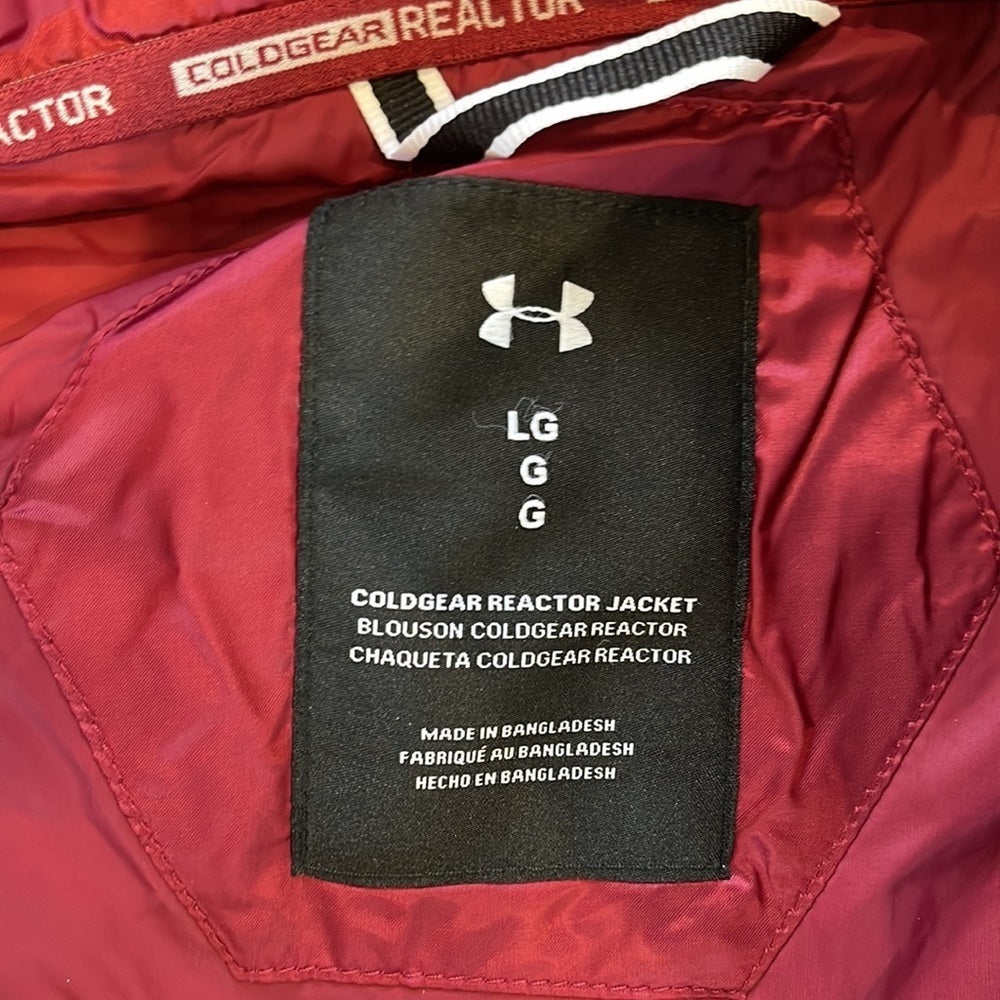 ACTOR COLDGEAR REACTOR
LG
G
G
COLDGEAR REACTOR JACKET
BLOUSON COLDGEAR REACTOR
CHAQUETA COLDGEAR REACTOR
MADE IN BANGLADESH
FABRIQUÉ AU BANGLADESH
HECHO EN BANGLADESH